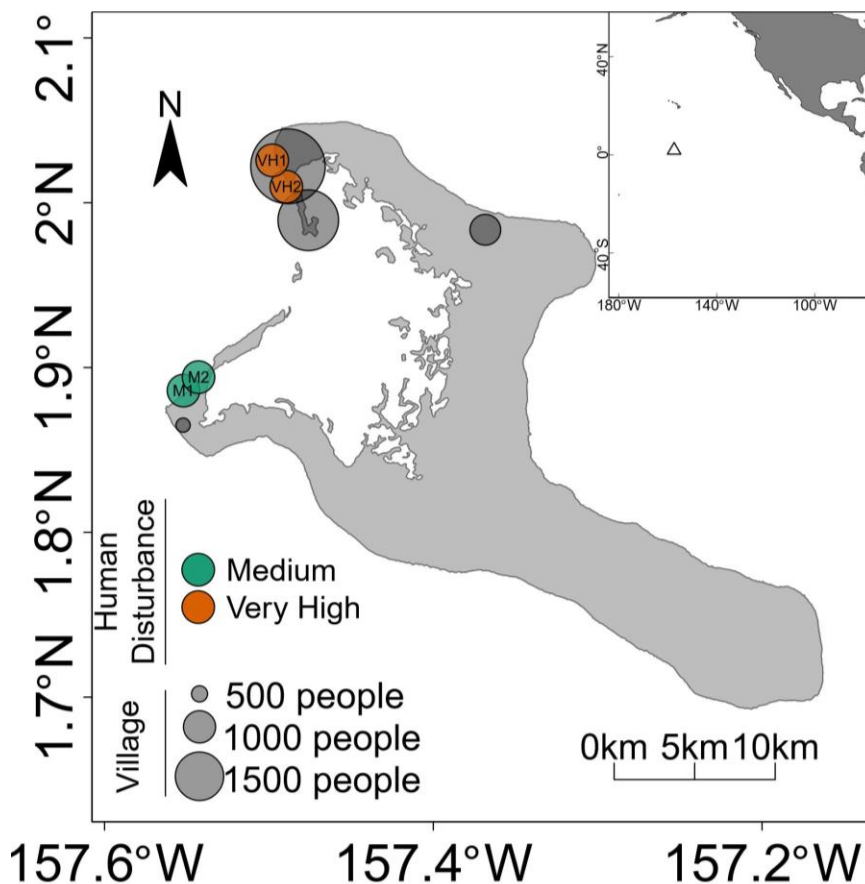 2.1°
2°N
1.9°N
1.8°N
1.7°N
N
VH1
VH2
M2
M1
40°N
0°
40°S
180°W
140°W
100°W
Human
Disturbance
Medium
Very High
Village
500 people
1000 people
1500 people
0km 5km 10km
157.6°W
157.4°W
157.2°W